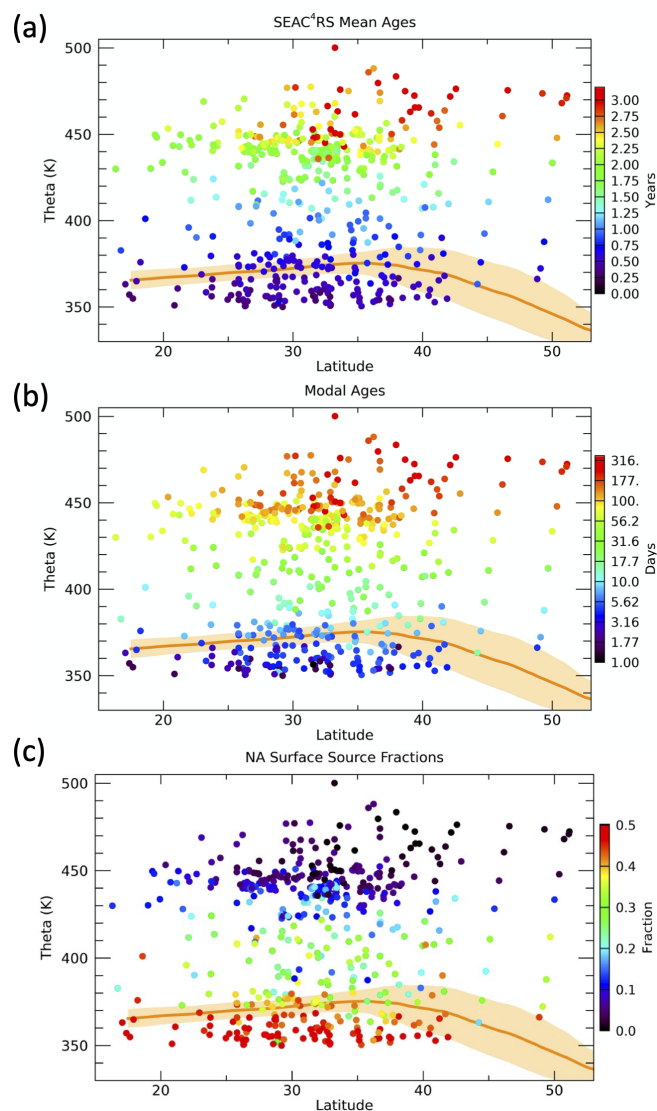 (a)
SEAC⁴RS Mean Ages
500
450
400
350
Theta (K)
20 30 40 50
Latitude
3.00
2.75
2.50
2.25
2.00
1.75
1.50
1.25
1.00
0.75
0.50
0.25
0.00
Years
(b)
Modal Ages
500
450
400
350
Theta (K)
20 30 40 50
Latitude
316.
177.
100.
56.2
31.6
17.7
10.0
5.62
3.16
1.77
1.00
Days
(c)
NA Surface Source Fractions
500
450
400
350
Theta (K)
20 30 40 50
Latitude
0.5
0.4
0.3
0.2
0.1
0.0
Fraction